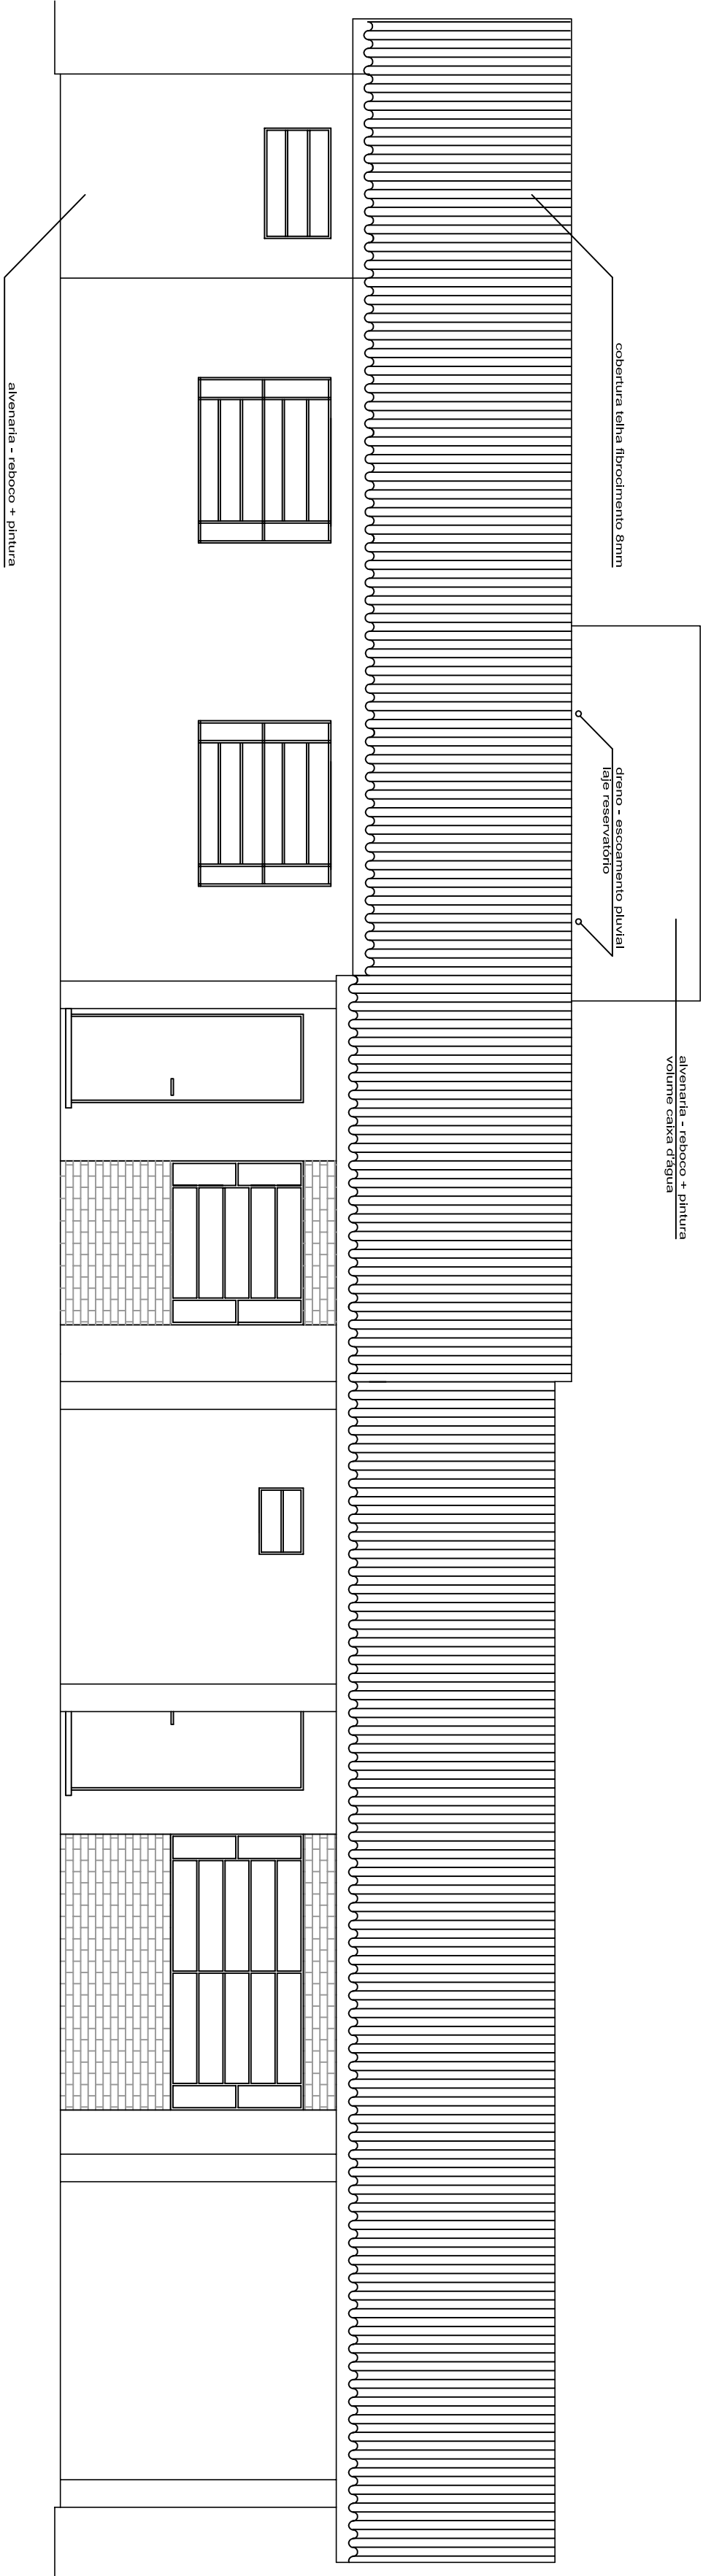 alvenaria - reboco + pintura
volume caixa d'água
cobertura telha fibrocimento 8mm
dreno - escoamento pluvial
laje reservatório
alvenaria - reboco + pintura